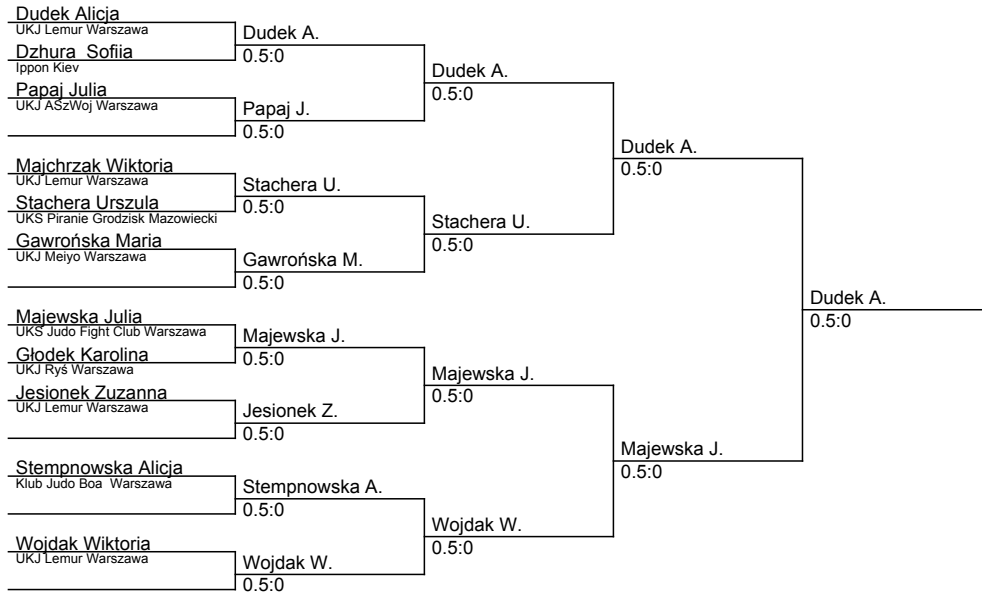 Dudek Alicja
UKJ Lemur Warszawa
Dzhura  Sofiia
Ippon Kiev
Papaj Julia
UKJ ASzWoj Warszawa
Majchrzak Wiktoria
UKJ Lemur Warszawa
Stachera Urszula
UKS Piranie Grodzisk Mazowiecki
Gawrońska Maria
UKJ Meiyo Warszawa
Majewska Julia
UKS Judo Fight Club Warszawa
Głodek Karolina
UKJ Ryś Warszawa
Jesionek Zuzanna
UKJ Lemur Warszawa
Stempnowska Alicja
Klub Judo Boa  Warszawa
Wojdak Wiktoria
UKJ Lemur Warszawa
Dudek A.
0.5:0
Papaj J.
0.5:0
Stachera U.
0.5:0
Gawrońska M.
0.5:0
Majewska J.
0.5:0
Jesionek Z.
0.5:0
Stempnowska A.
0.5:0
Wojdak W.
0.5:0
Dudek A.
0.5:0
Stachera U.
0.5:0
Majewska J.
0.5:0
Wojdak W.
0.5:0
Dudek A.
0.5:0
Majewska J.
0.5:0
Dudek A.
0.5:0